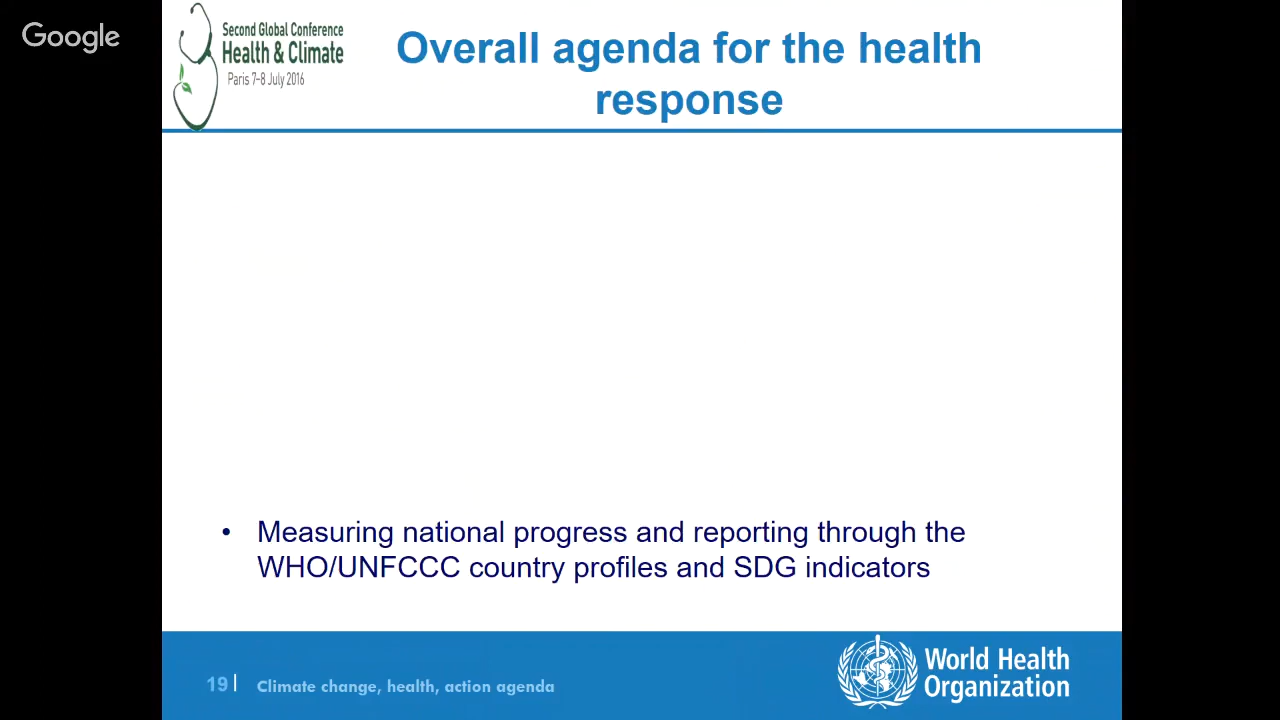 Google
Second Global Conference
Health & Climate
Paris 7-8 July 2016
Overall agenda for the health
response
• Measuring national progress and reporting through the
WHO/UNFCCC country profiles and SDG indicators
19 | Climate change, health, action agenda
World Health
Organization